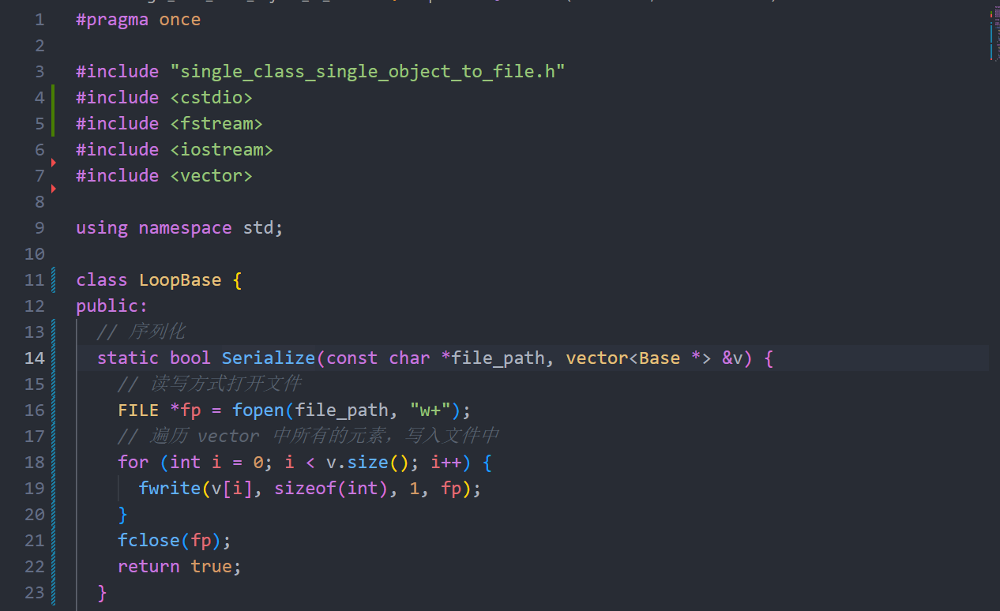 1 #pragma once
2
3 #include "single_class_single_object_to_file.h"
4 #include <cstdio>
5 #include <fstream>
6 #include <iostream>
7 #include <vector>
8
9 using namespace std;
10
11 class LoopBase {
12 public:
13 // 序列化
14 static bool Serialize(const char *file_path, vector<Base *> &v) {
15 // 读写方式打开文件
16 FILE *fp = fopen(file_path, "w+");
17 // 遍历 vector 中所有的元素，写入文件中
18 for (int i = 0; i < v.size(); i++) {
19 fwrite(v[i], sizeof(int), 1, fp);
20 }
21 fclose(fp);
22 return true;
23 }